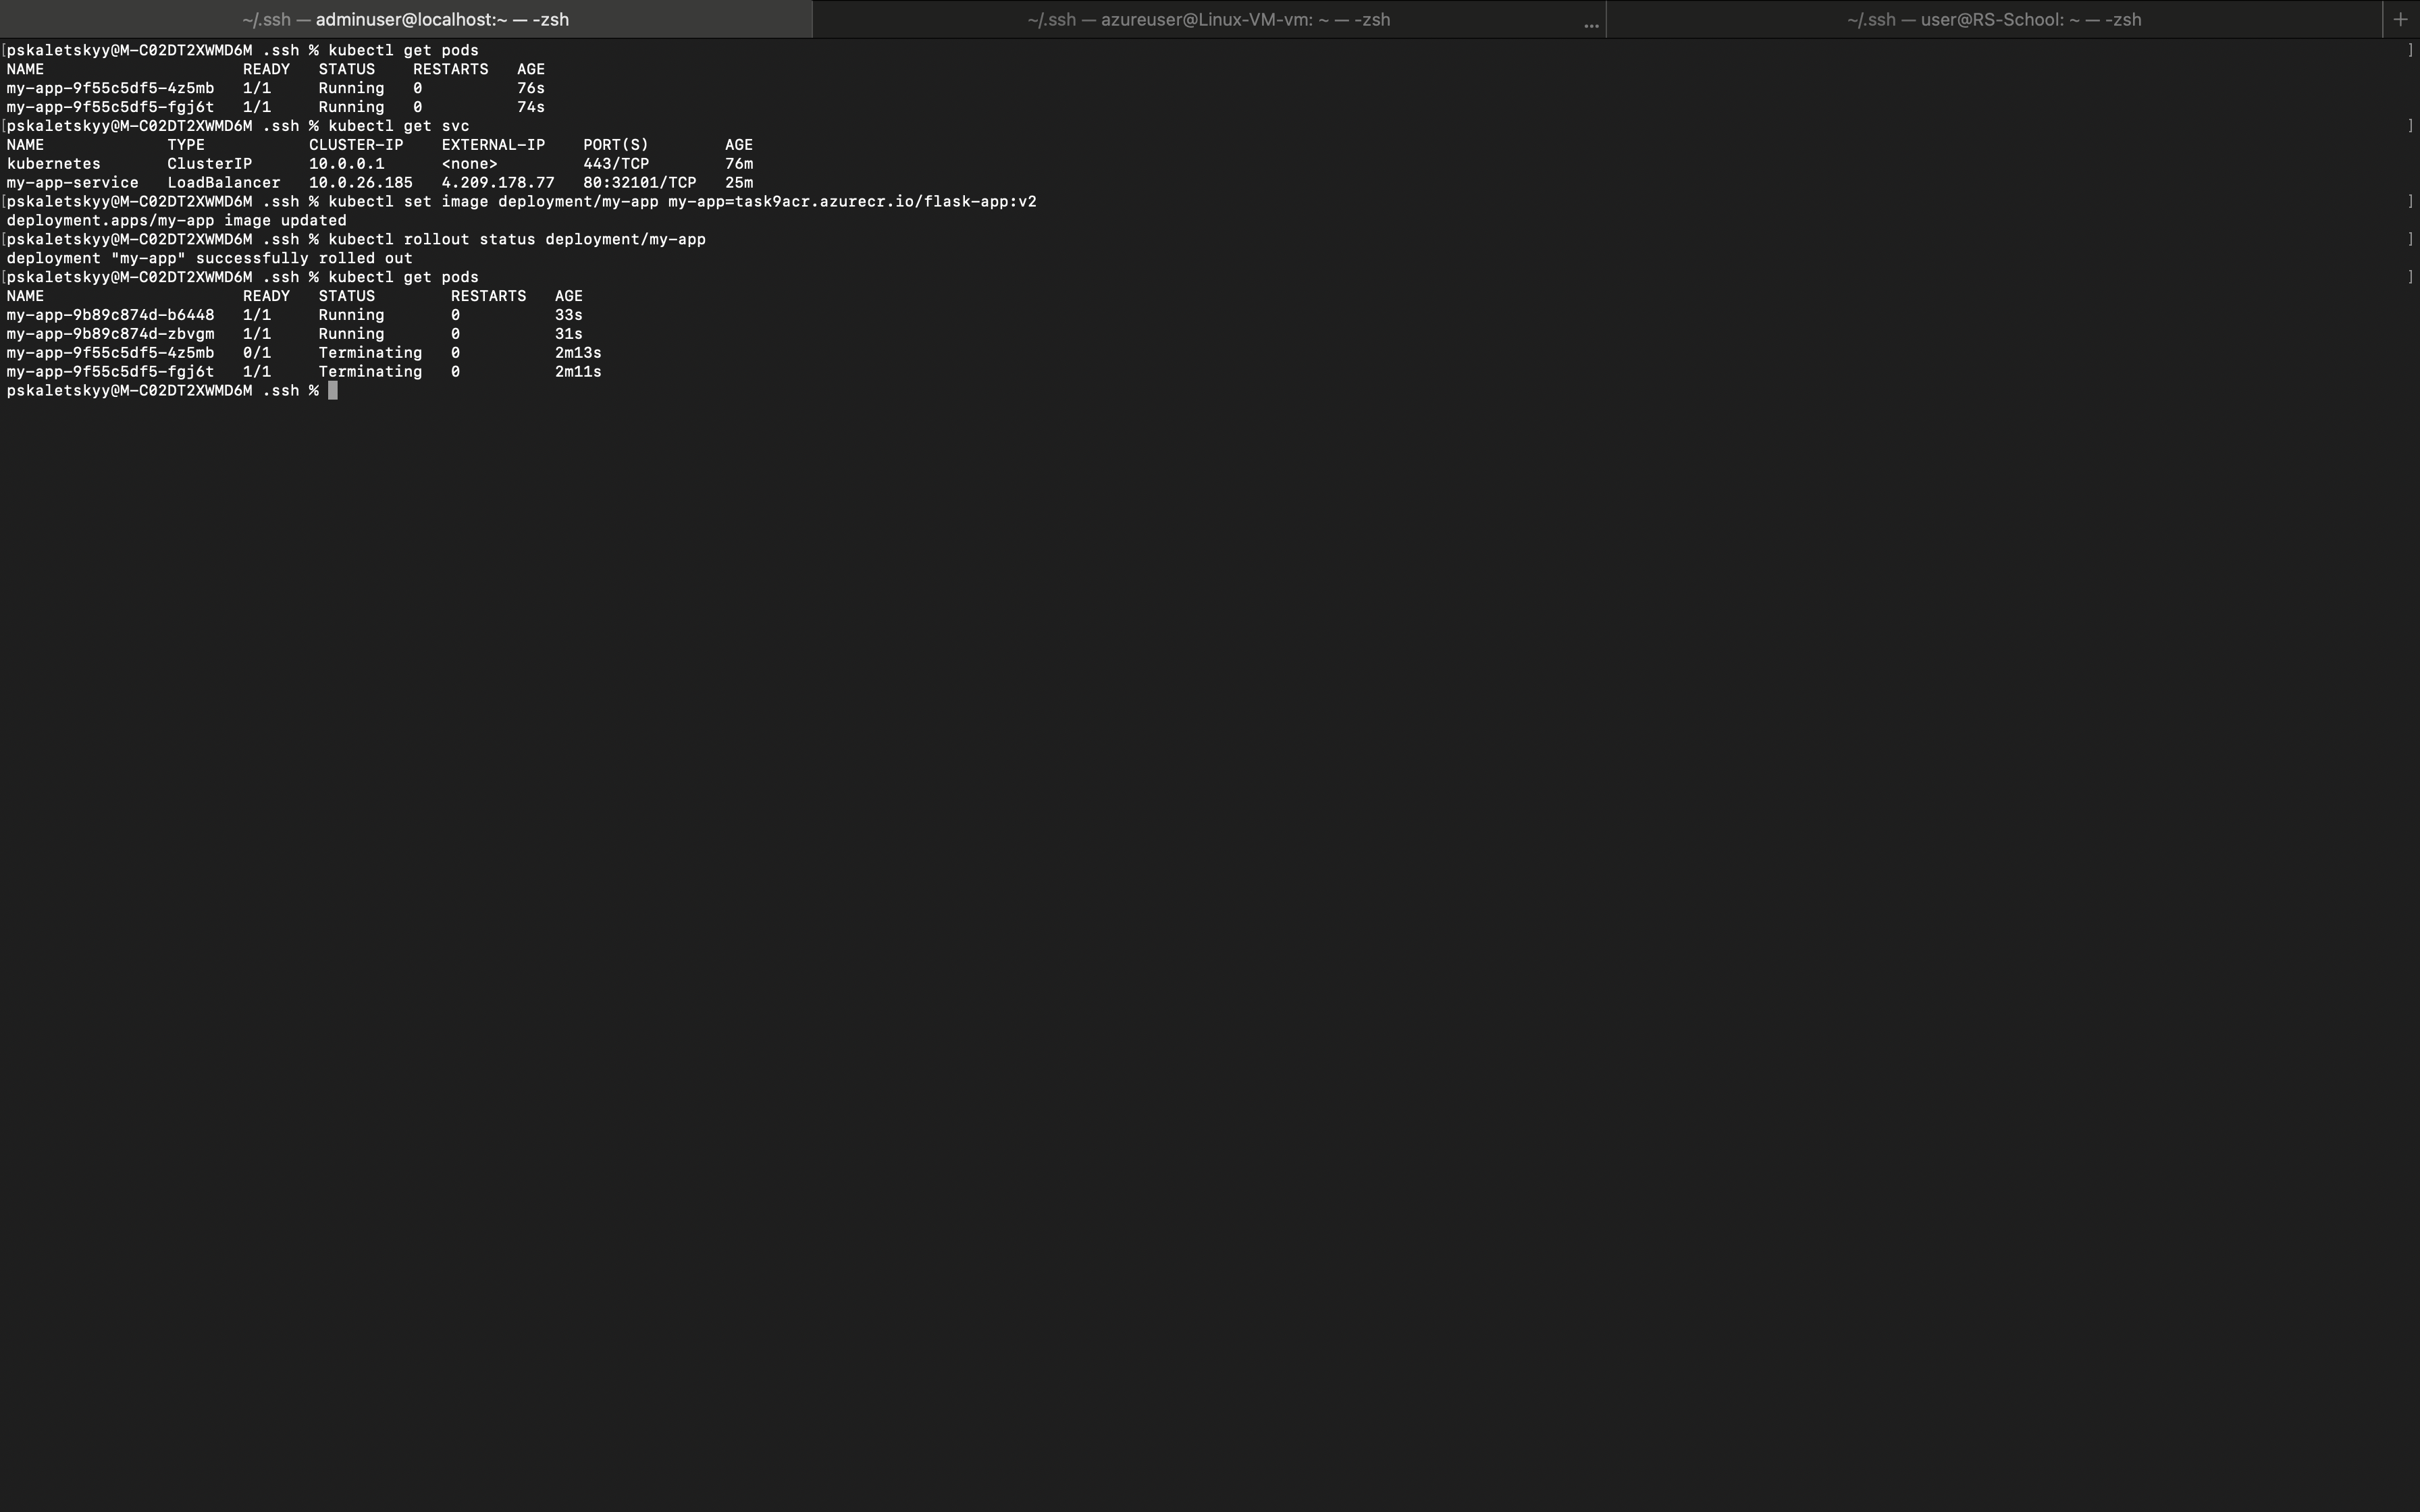 ~/.ssh — adminuser@localhost:~ — -zsh ~/.ssh — azureuser@Linux-VM-vm: ~ — -zsh ... ~/.ssh — user@RS-School: ~ — -zsh +
[pskaletskyy@M-C02DT2XWMD6M .ssh % kubectl get pods ]
NAME READY STATUS RESTARTS AGE
my-app-9f55c5df5-4z5mb 1/1 Running 0 76s
my-app-9f55c5df5-fgj6t 1/1 Running 0 74s
[pskaletskyy@M-C02DT2XWMD6M .ssh % kubectl get svc ]
NAME TYPE CLUSTER-IP EXTERNAL-IP PORT(S) AGE
kubernetes ClusterIP 10.0.0.1 <none> 443/TCP 76m
my-app-service LoadBalancer 10.0.26.185 4.209.178.77 80:32101/TCP 25m
[pskaletskyy@M-C02DT2XWMD6M .ssh % kubectl set image deployment/my-app my-app=task9acr.azurecr.io/flask-app:v2 ]
deployment.apps/my-app image updated
[pskaletskyy@M-C02DT2XWMD6M .ssh % kubectl rollout status deployment/my-app ]
deployment "my-app" successfully rolled out
[pskaletskyy@M-C02DT2XWMD6M .ssh % kubectl get pods ]
NAME READY STATUS RESTARTS AGE
my-app-9b89c874d-b6448 1/1 Running 0 33s
my-app-9b89c874d-zbvgm 1/1 Running 0 31s
my-app-9f55c5df5-4z5mb 0/1 Terminating 0 2m13s
my-app-9f55c5df5-fgj6t 1/1 Terminating 0 2m11s
pskaletskyy@M-C02DT2XWMD6M .ssh %